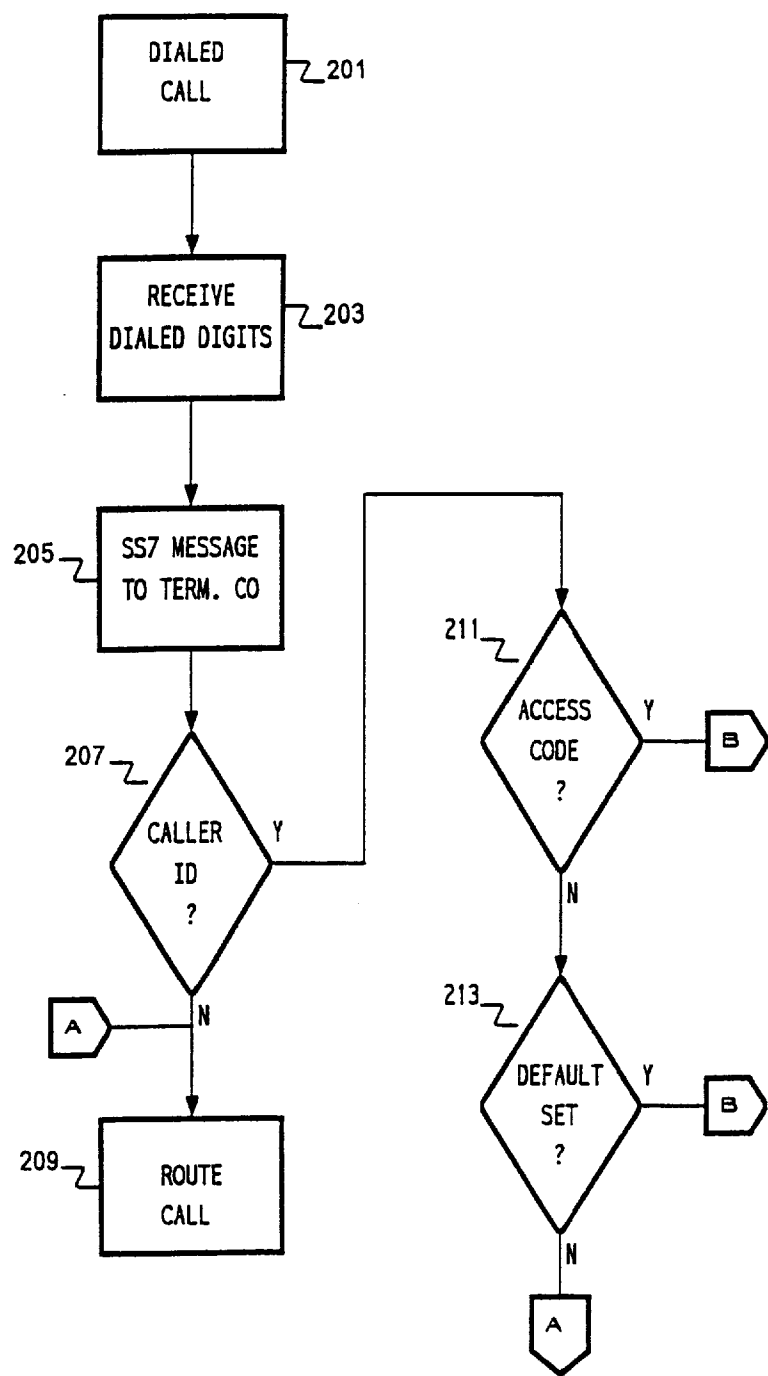 DIALED
CALL
201
RECEIVE
DIALED DIGITS
203
205
SS7 MESSAGE
TO TERM. CO
207
CALLER
ID
?
Y
N
A
209
ROUTE
CALL
211
ACCESS
CODE
?
Y
B
N
213
DEFAULT
SET
?
Y
B
N
A